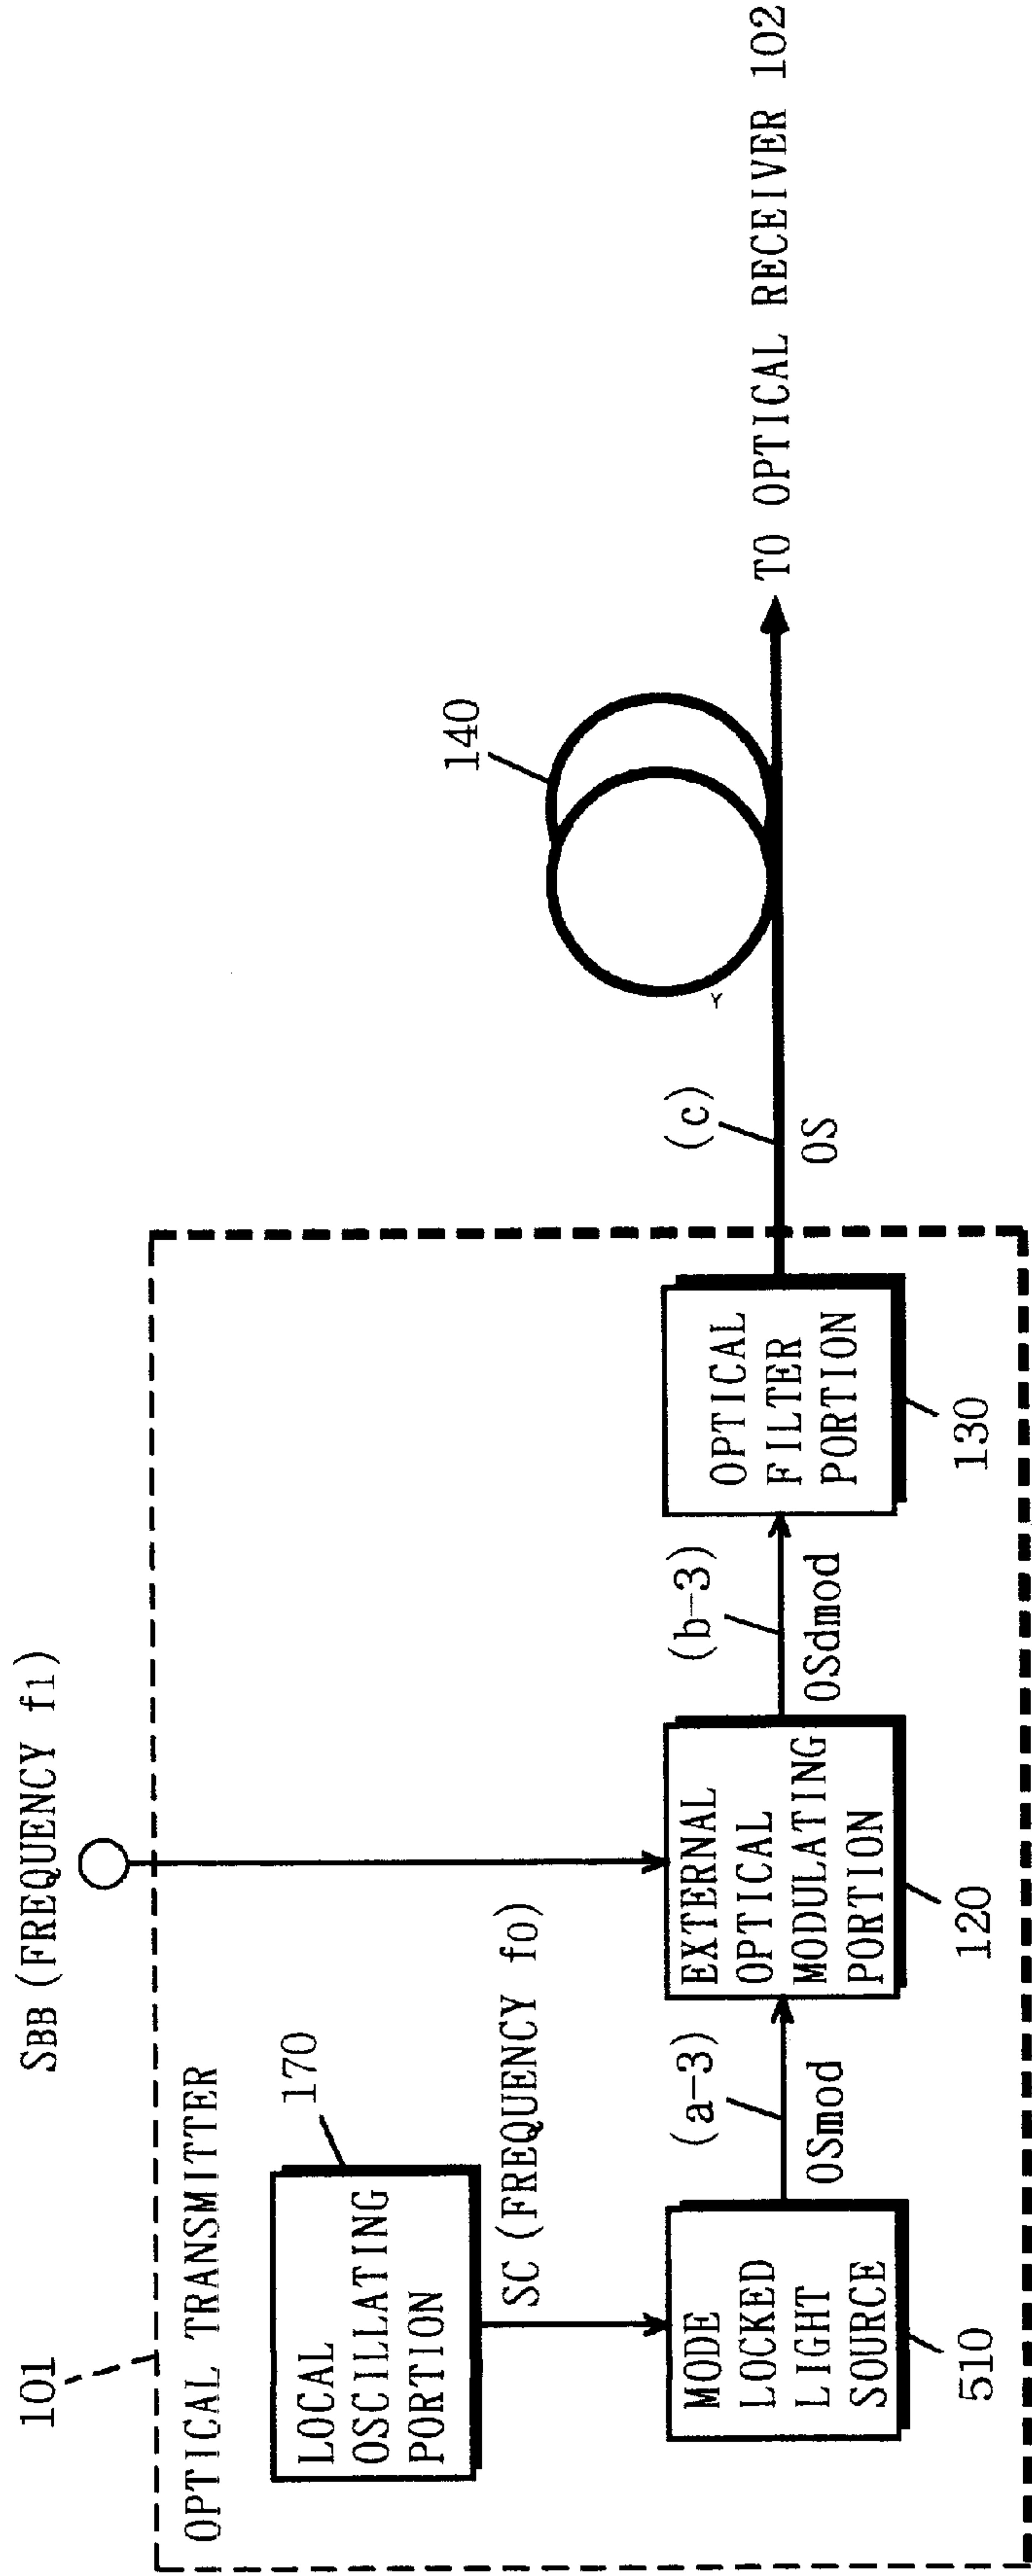 SBB (FREQUENCY f1)
101
OPTICAL TRANSMITTER
170
LOCAL
OSCILLATING
PORTION
SC (FREQUENCY fo)
140
MODE
LOCKED
LIGHT
SOURCE
510
(a-3)
OSmod
EXTERNAL
OPTICAL
MODULATING
PORTION
120
(b-3)
OSdmod
OPTICAL
FILTER
PORTION
130
(c)
OS
TO OPTICAL RECEIVER 102